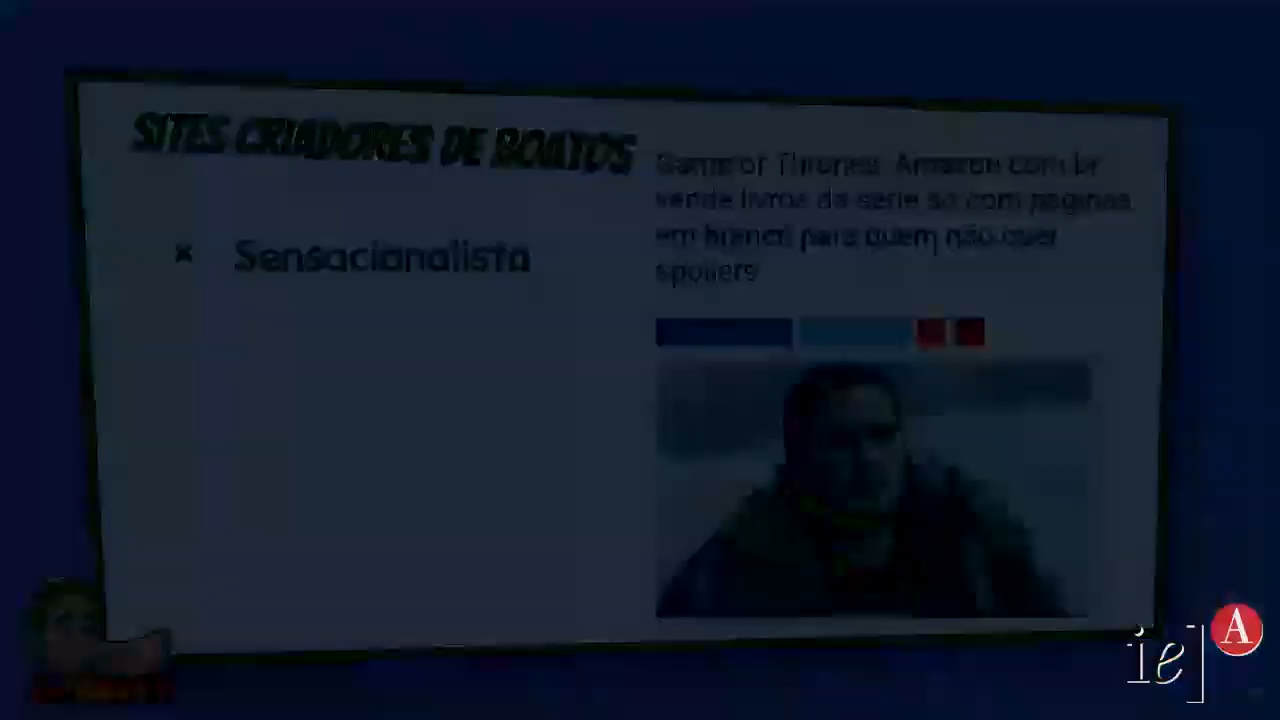 SITES CRIADORES DE BOATOS
× Sensacionalista
Game of Thrones: Amazon.com.br
vende livros da série só com páginas
em branco para quem não quer
spoilers
ie]
A